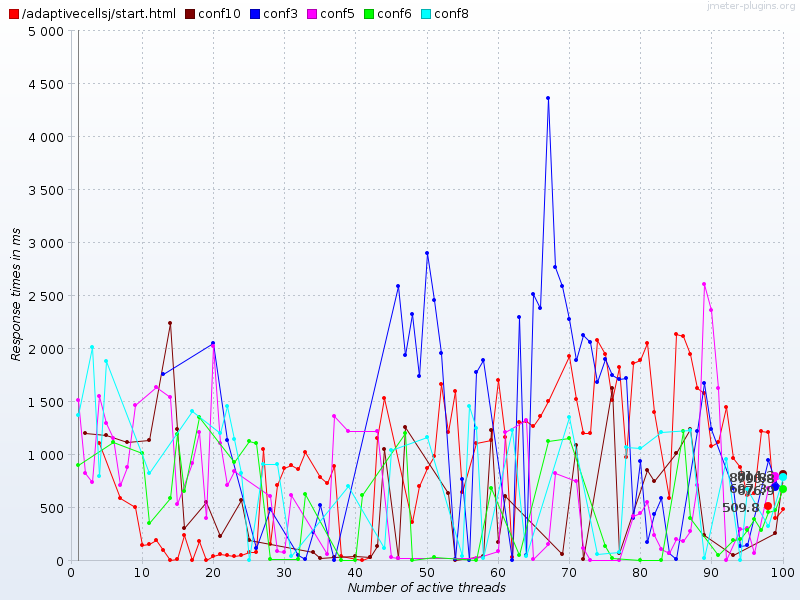 /adaptivecellsj/start.html conf10 conf3 conf5 conf6 conf8
jmeter-plugins.org
5 000
4 500
4 000
3 500
3 000
2 500
2 000
1 500
1 000
500
0
Response times in ms
509.8
0 10 20 30 40 50 60 70 80 90 100
Number of active threads